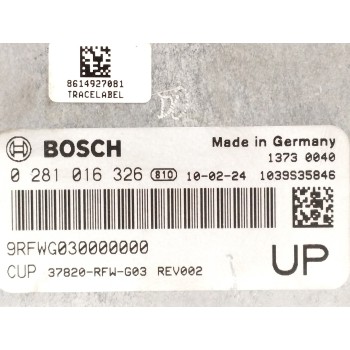 8614927081
TRACELABEL
BOSCH
Made in Germany
1373 0040
0 281 016 326 810 10-02-24 1039S35846
9RFWG030000000
CUP 37820-RFW-G03 REV002
UP